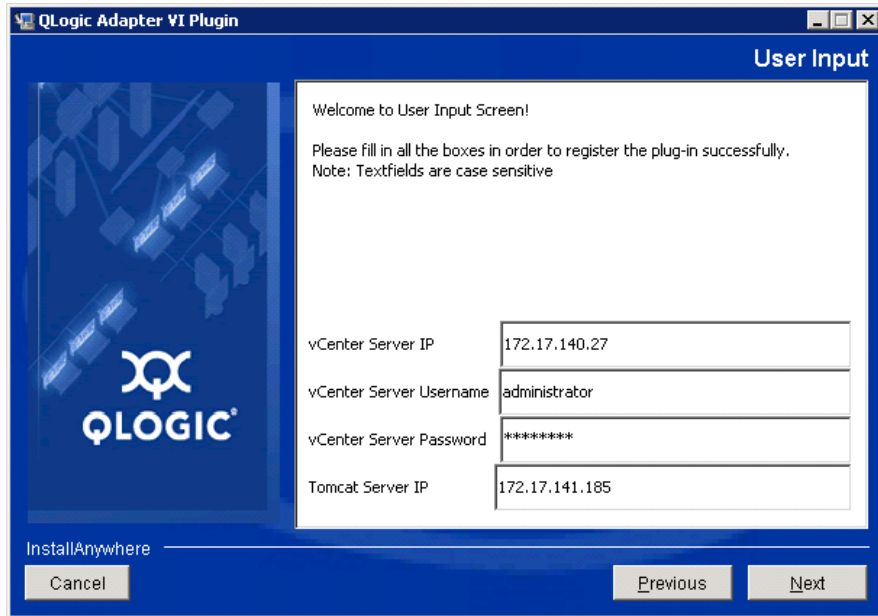 QLogic Adapter VI Plugin
User Input
Welcome to User Input Screen!
Please fill in all the boxes in order to register the plug-in successfully.
Note: Textfields are case sensitive
vCenter Server IP 172.17.140.27
vCenter Server Username administrator
vCenter Server Password ********
Tomcat Server IP 172.17.141.185
QLOGIC®
InstallAnywhere
Cancel Previous Next